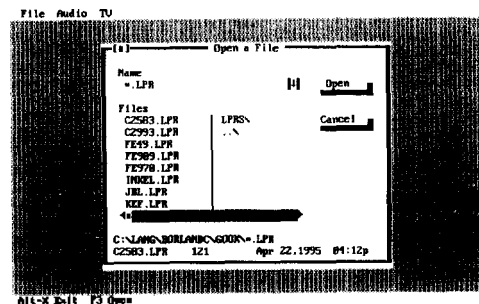 File Audio TV
Open a File
Name
*.LPR
Open
Files
C2583.LPR
LPRS\
Cancel
C2993.LPR
..\
FE49.LPR
FE989.LPR
FE970.LPR
INKEL.LPR
JBL.LPR
KEF.LPR
C:\LANG\BORLANDC\GOOX\*.LPR
C2583.LPR 121 Apr 22,1995 04:12p
Alt-X Exit F3 Open